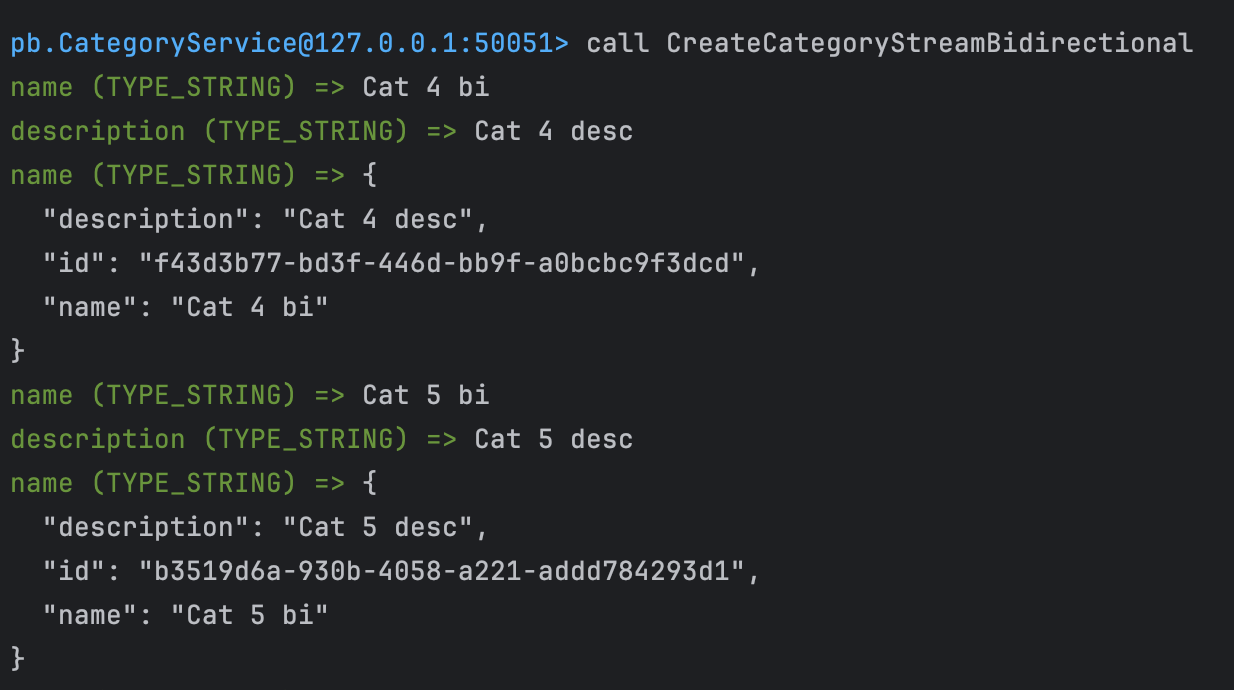 pb.CategoryService@127.0.0.1:50051> call CreateCategoryStreamBidirectional
name (TYPE_STRING) => Cat 4 bi
description (TYPE_STRING) => Cat 4 desc
name (TYPE_STRING) => {
  "description": "Cat 4 desc",
  "id": "f43d3b77-bd3f-446d-bb9f-a0bcbc9f3dcd",
  "name": "Cat 4 bi"
}
name (TYPE_STRING) => Cat 5 bi
description (TYPE_STRING) => Cat 5 desc
name (TYPE_STRING) => {
  "description": "Cat 5 desc",
  "id": "b3519d6a-930b-4058-a221-addd784293d1",
  "name": "Cat 5 bi"
}